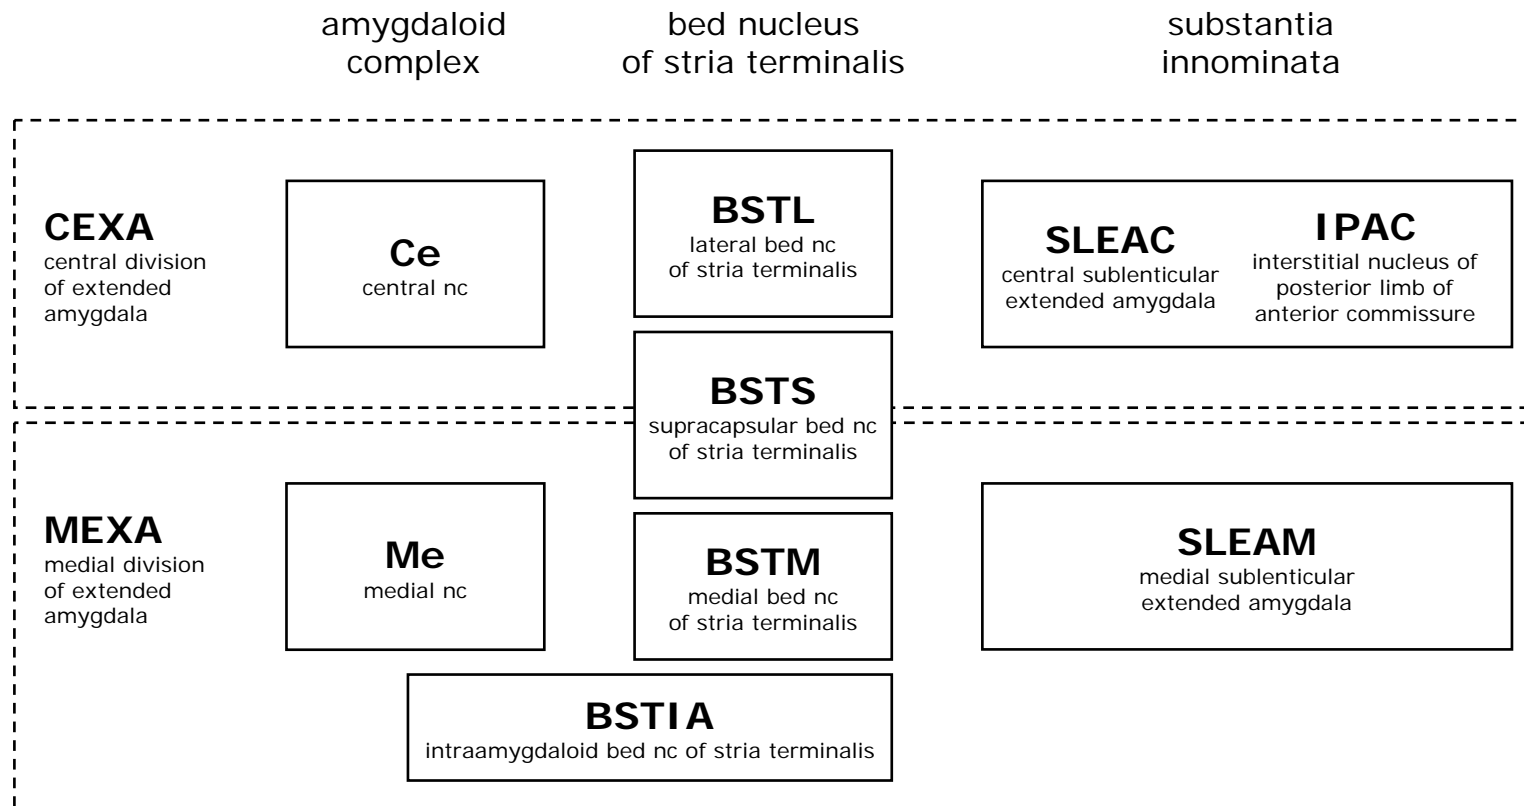 amygdaloid
complex
bed nucleus
of stria terminalis
substantia
innominata
CEXA
central division
of extended
amygdala
Ce
central nc
BSTL
lateral bed nc
of stria terminalis
SLEAC
central sublenticular
extended amygdala
IPAC
interstitial nucleus of
posterior limb of
anterior commissure
BSTS
supracapsular bed nc
of stria terminalis
MEXA
medial division
of extended
amygdala
Me
medial nc
BSTM
medial bed nc
of stria terminalis
SLEAM
medial sublenticular
extended amygdala
BSTIA
intraamygdaloid bed nc of stria terminalis